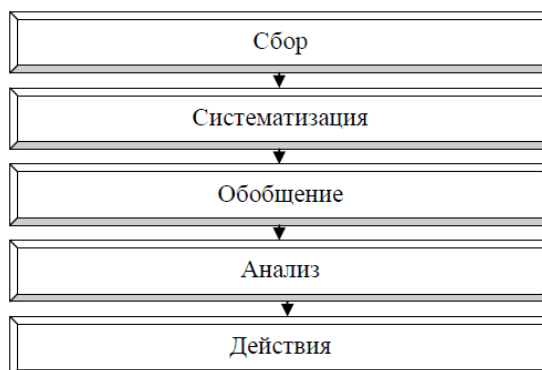 Сбор
Систематизация
Обобщение
Анализ
Действия